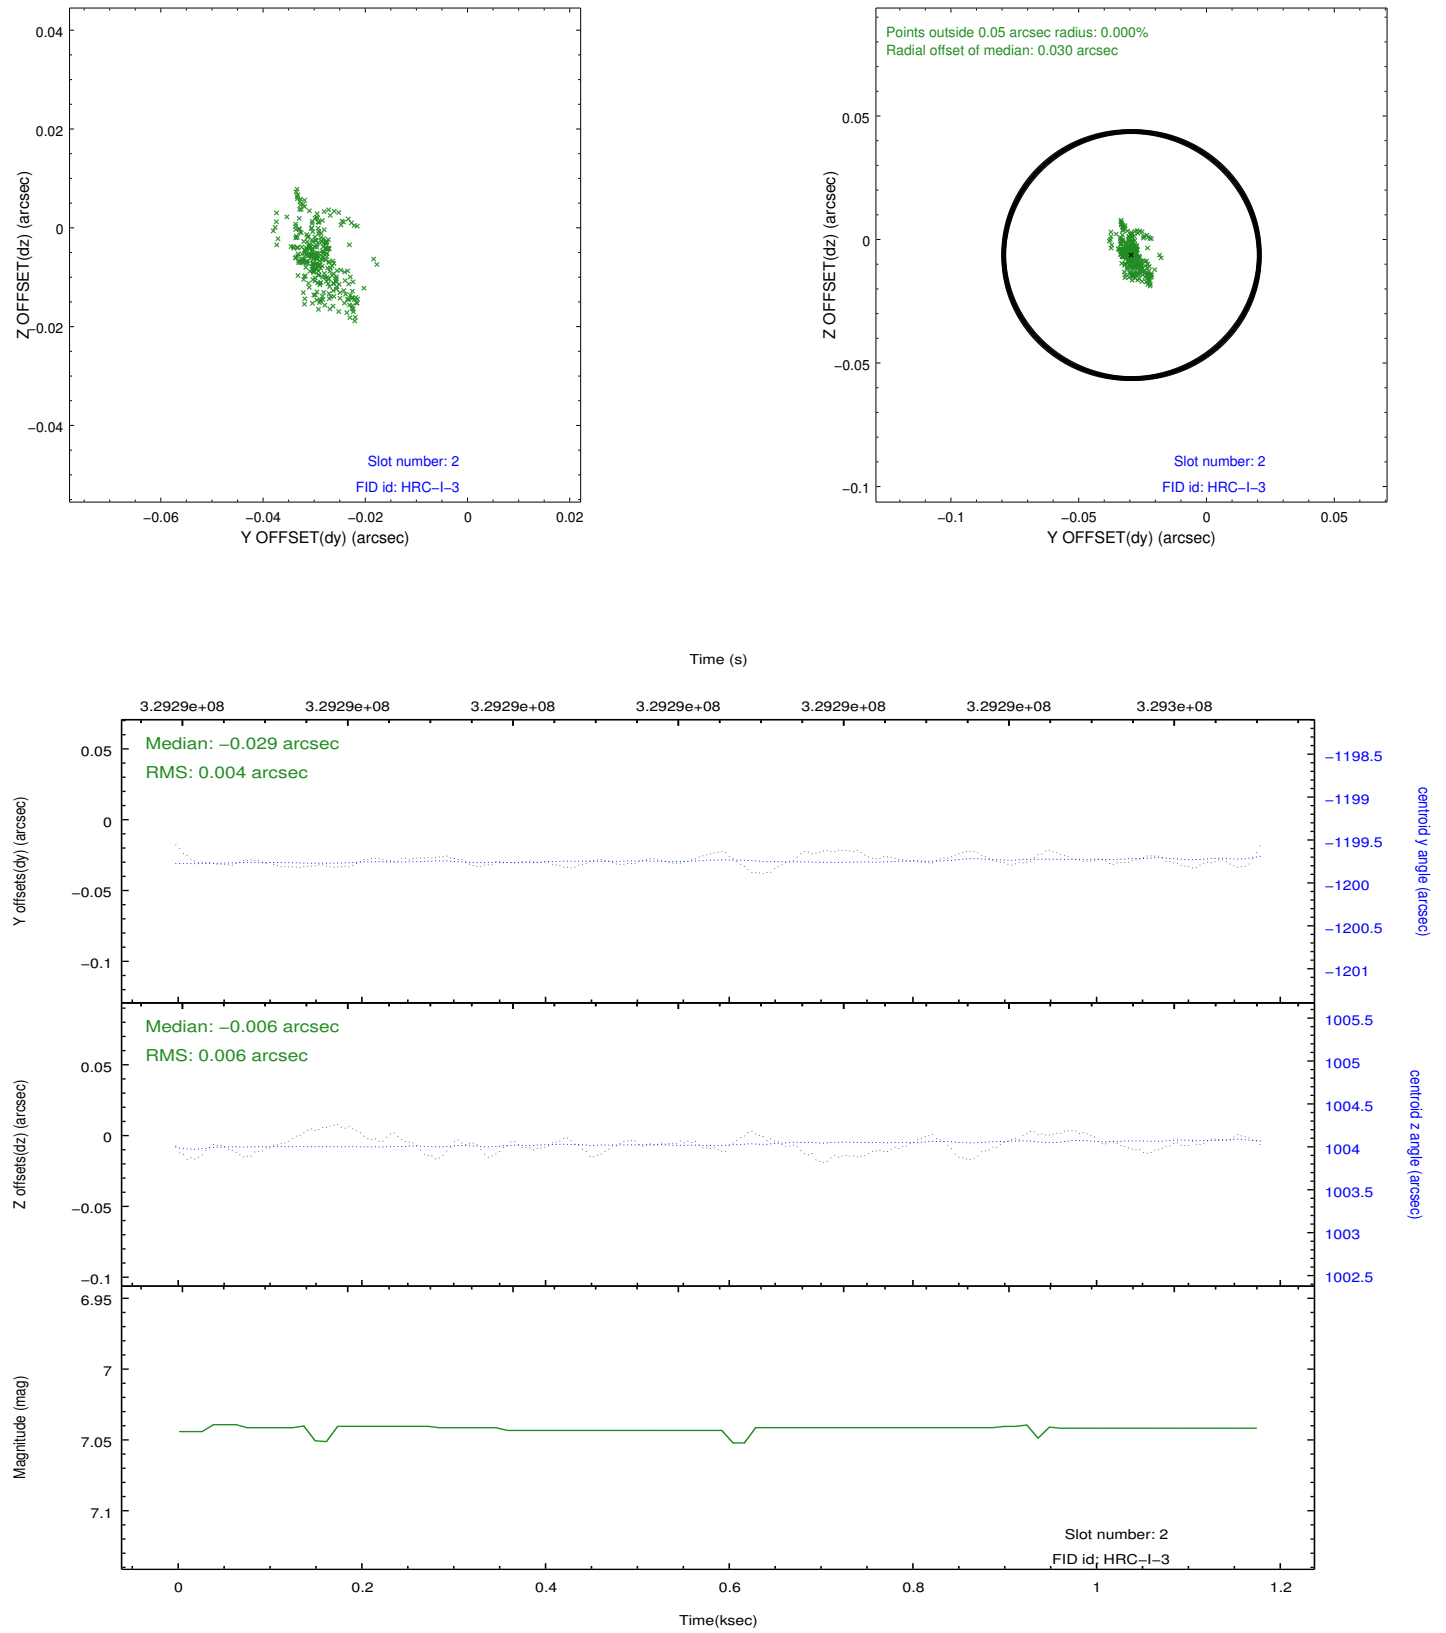 0.04
0.02
0
−0.02
−0.04
Z OFFSET(dz) (arcsec)
Slot number: 2
FID id: HRC−I−3
−0.06 −0.04 −0.02 0 0.02
Y OFFSET(dy) (arcsec)
Points outside 0.05 arcsec radius: 0.000%
Radial offset of median: 0.030 arcsec
0.05
0
−0.05
−0.1
Z OFFSET(dz) (arcsec)
Slot number: 2
FID id: HRC−I−3
−0.1 −0.05 0 0.05
Y OFFSET(dy) (arcsec)
Time (s)
3.2929e+08 3.2929e+08 3.2929e+08 3.2929e+08 3.2929e+08 3.2929e+08 3.293e+08
Median: −0.029 arcsec
RMS: 0.004 arcsec
0.05
0
−0.05
−0.1
Y offsets(dy) (arcsec)
−1198.5
−1199
−1199.5
−1200
−1200.5
−1201
centroid y angle (arcsec)
Median: −0.006 arcsec
RMS: 0.006 arcsec
0.05
0
−0.05
−0.1
Z offsets(dz) (arcsec)
1005.5
1005
1004.5
1004
1003.5
1003
1002.5
centroid z angle (arcsec)
6.95
7
7.05
7.1
Magnitude (mag)
Slot number: 2
FID id: HRC−I−3
0 0.2 0.4 0.6 0.8 1 1.2
Time(ksec)